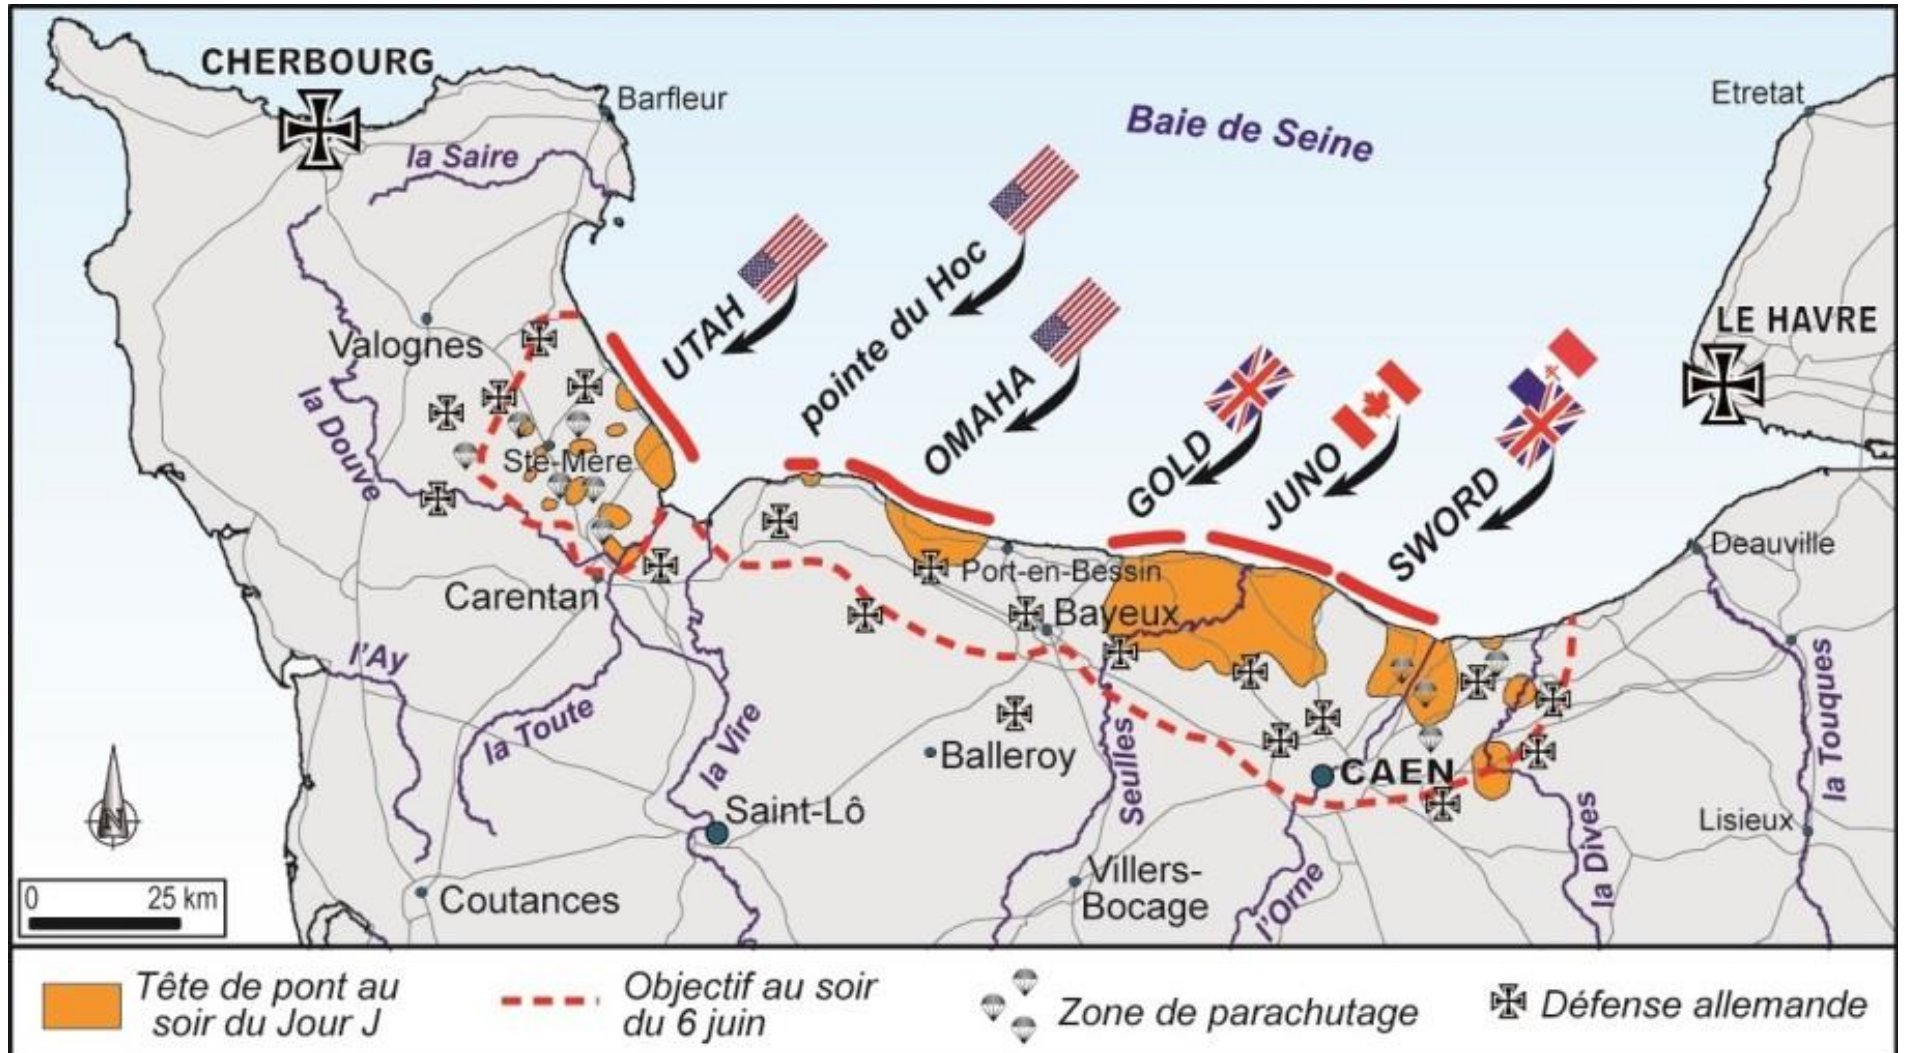 CHERBOURG
Barfleur
Etretat
Baie de Seine
la Saire
UTAH
pointe du Hoc
OMAHA
GOLD
JUNO
SWORD
LE HAVRE
Valognes
la Douve
Ste-Mère
Carentan
Port-en-Bessin
Bayeux
Deauville
l'Ay
la Toute
la Vire
Balleroy
Seulles
CAEN
la Dives
la Touques
Saint-Lô
Lisieux
Coutances
Villers-
Bocage
l'Orne
N
0 25 km
Tête de pont au
soir du Jour J
Objectif au soir
du 6 juin
Zone de parachutage
Défense allemande